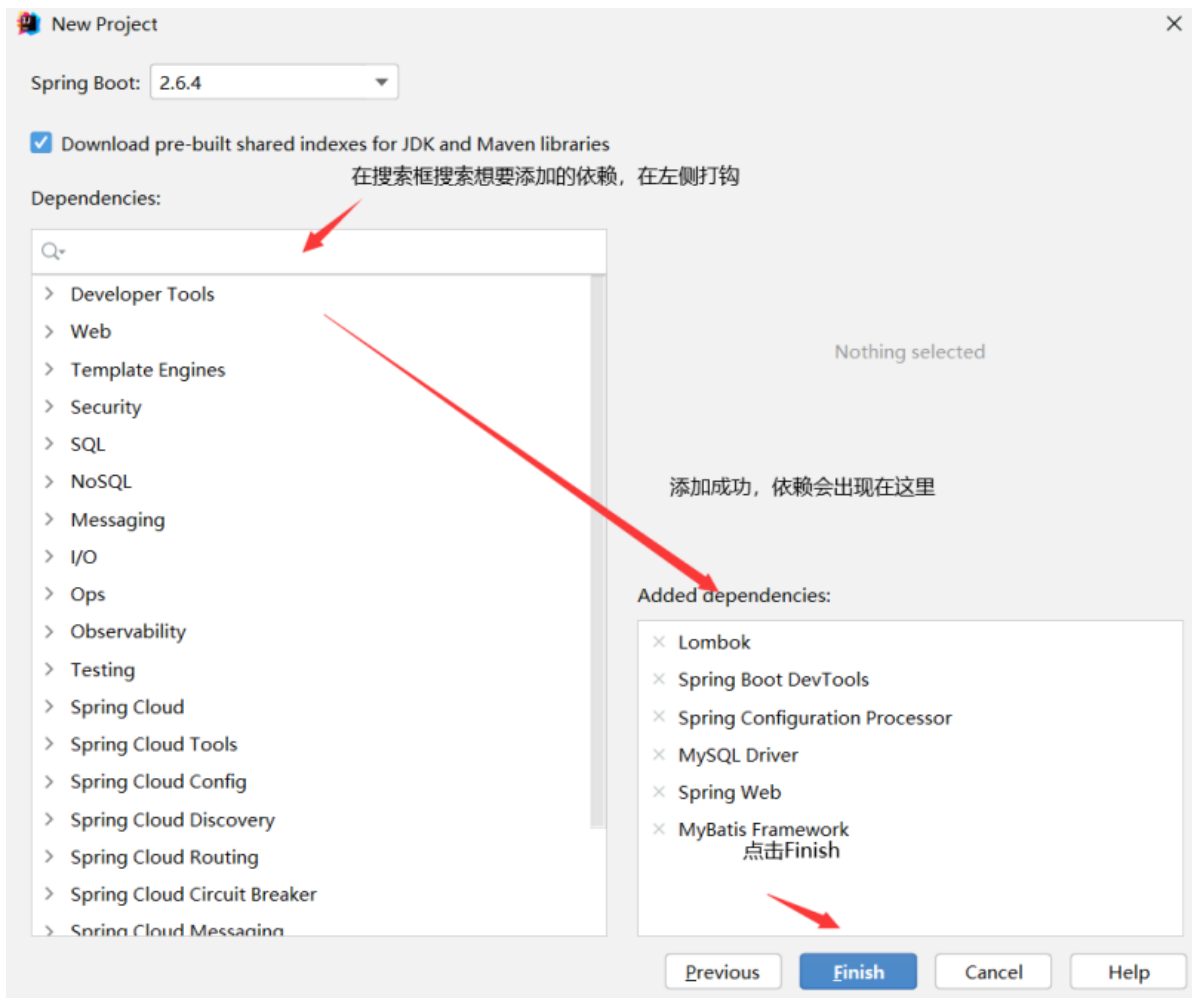 New Project
Spring Boot: 2.6.4
Download pre-built shared indexes for JDK and Maven libraries
在搜索框搜索想要添加的依赖，在左侧打钩
Dependencies:
Developer Tools
Web
Template Engines
Security
SQL
NoSQL
Messaging
I/O
Ops
Observability
Testing
Spring Cloud
Spring Cloud Tools
Spring Cloud Config
Spring Cloud Discovery
Spring Cloud Routing
Spring Cloud Circuit Breaker
Spring Cloud Messaging
Nothing selected
添加成功，依赖会出现在这里
Added dependencies:
Lombok
Spring Boot DevTools
Spring Configuration Processor
MySQL Driver
Spring Web
MyBatis Framework
点击Finish
Previous Finish Cancel Help